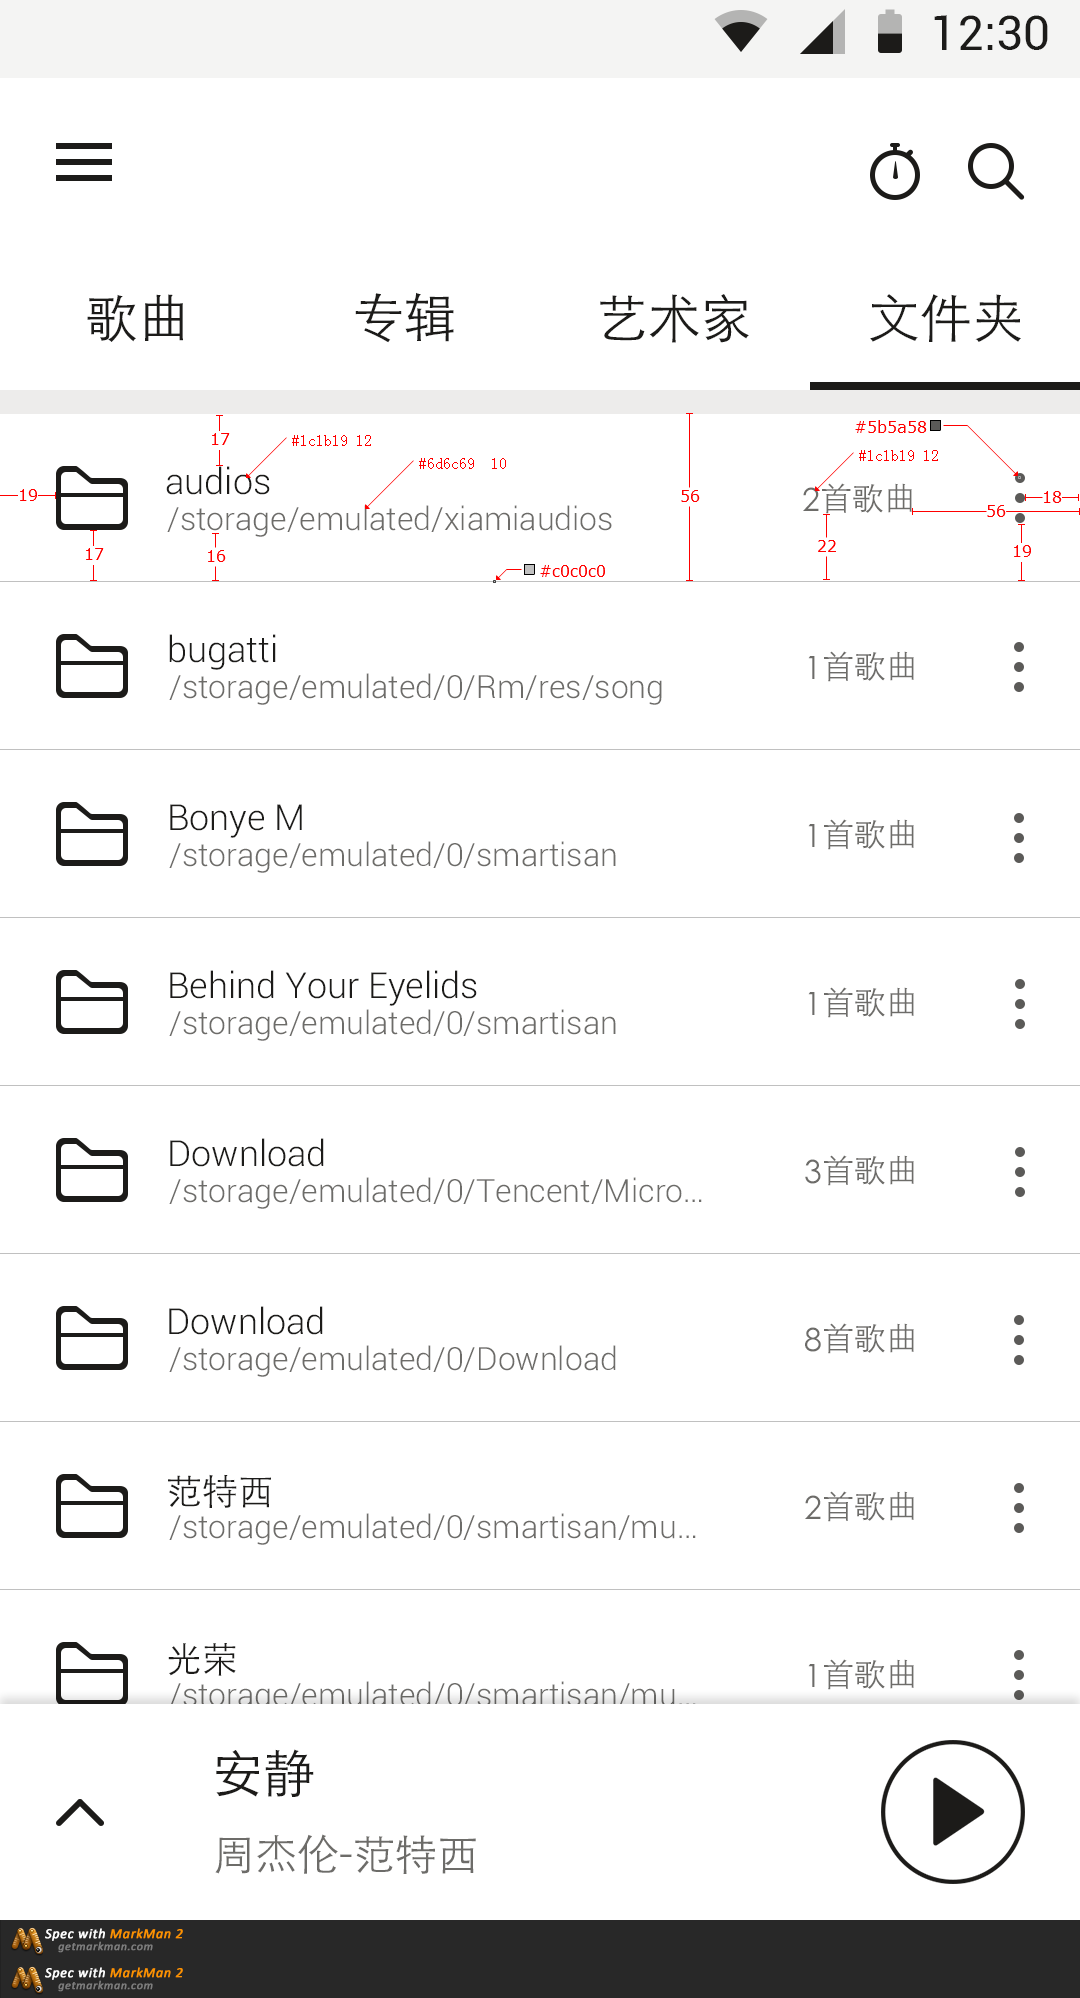 12:30
歌曲 专辑 艺术家 文件夹
17 #1c1b19 12 #5b5a58
#6d6c69 10 #1c1b19 12
audios
19 56 2首歌曲 18
/storage/emulated/xiamiaudios 56
17 16 22 19
#c0c0c0
bugatti
/storage/emulated/0/Rm/res/song 1首歌曲
Bonye M
/storage/emulated/0/smartisan 1首歌曲
Behind Your Eyelids
/storage/emulated/0/smartisan 1首歌曲
Download
/storage/emulated/0/Tencent/Micro... 3首歌曲
Download
/storage/emulated/0/Download 8首歌曲
范特西
/storage/emulated/0/smartisan/mu... 2首歌曲
光荣
/storage/emulated/0/smartisan/mu... 1首歌曲
安静
周杰伦-范特西
Spec with MarkMan 2
getmarkman.com
Spec with MarkMan 2
getmarkman.com